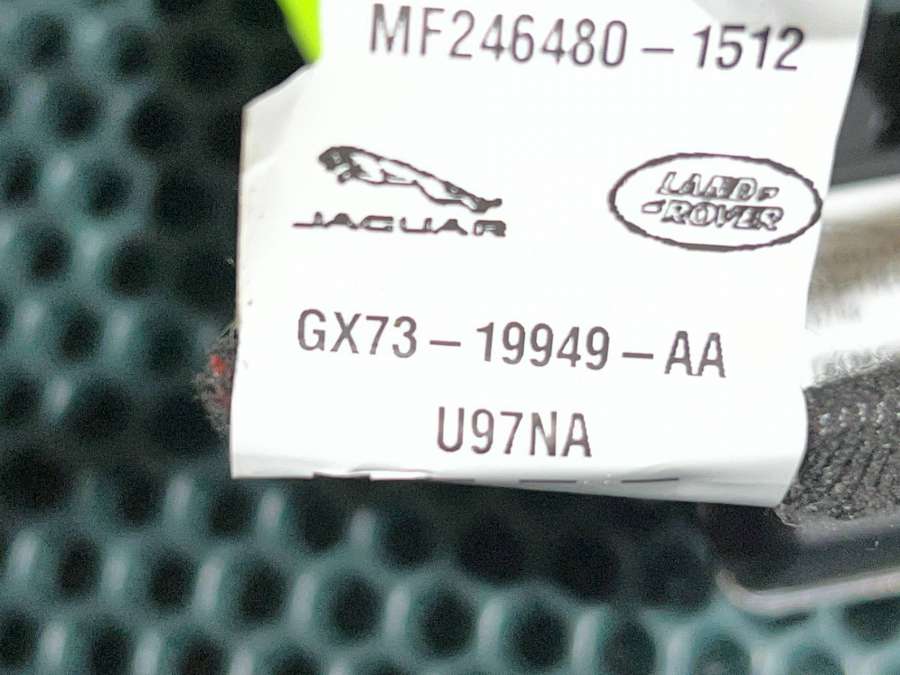 MF246480-1512
JAGUAR
LAND-
-ROVER
GX73-19949-AA
U97NA